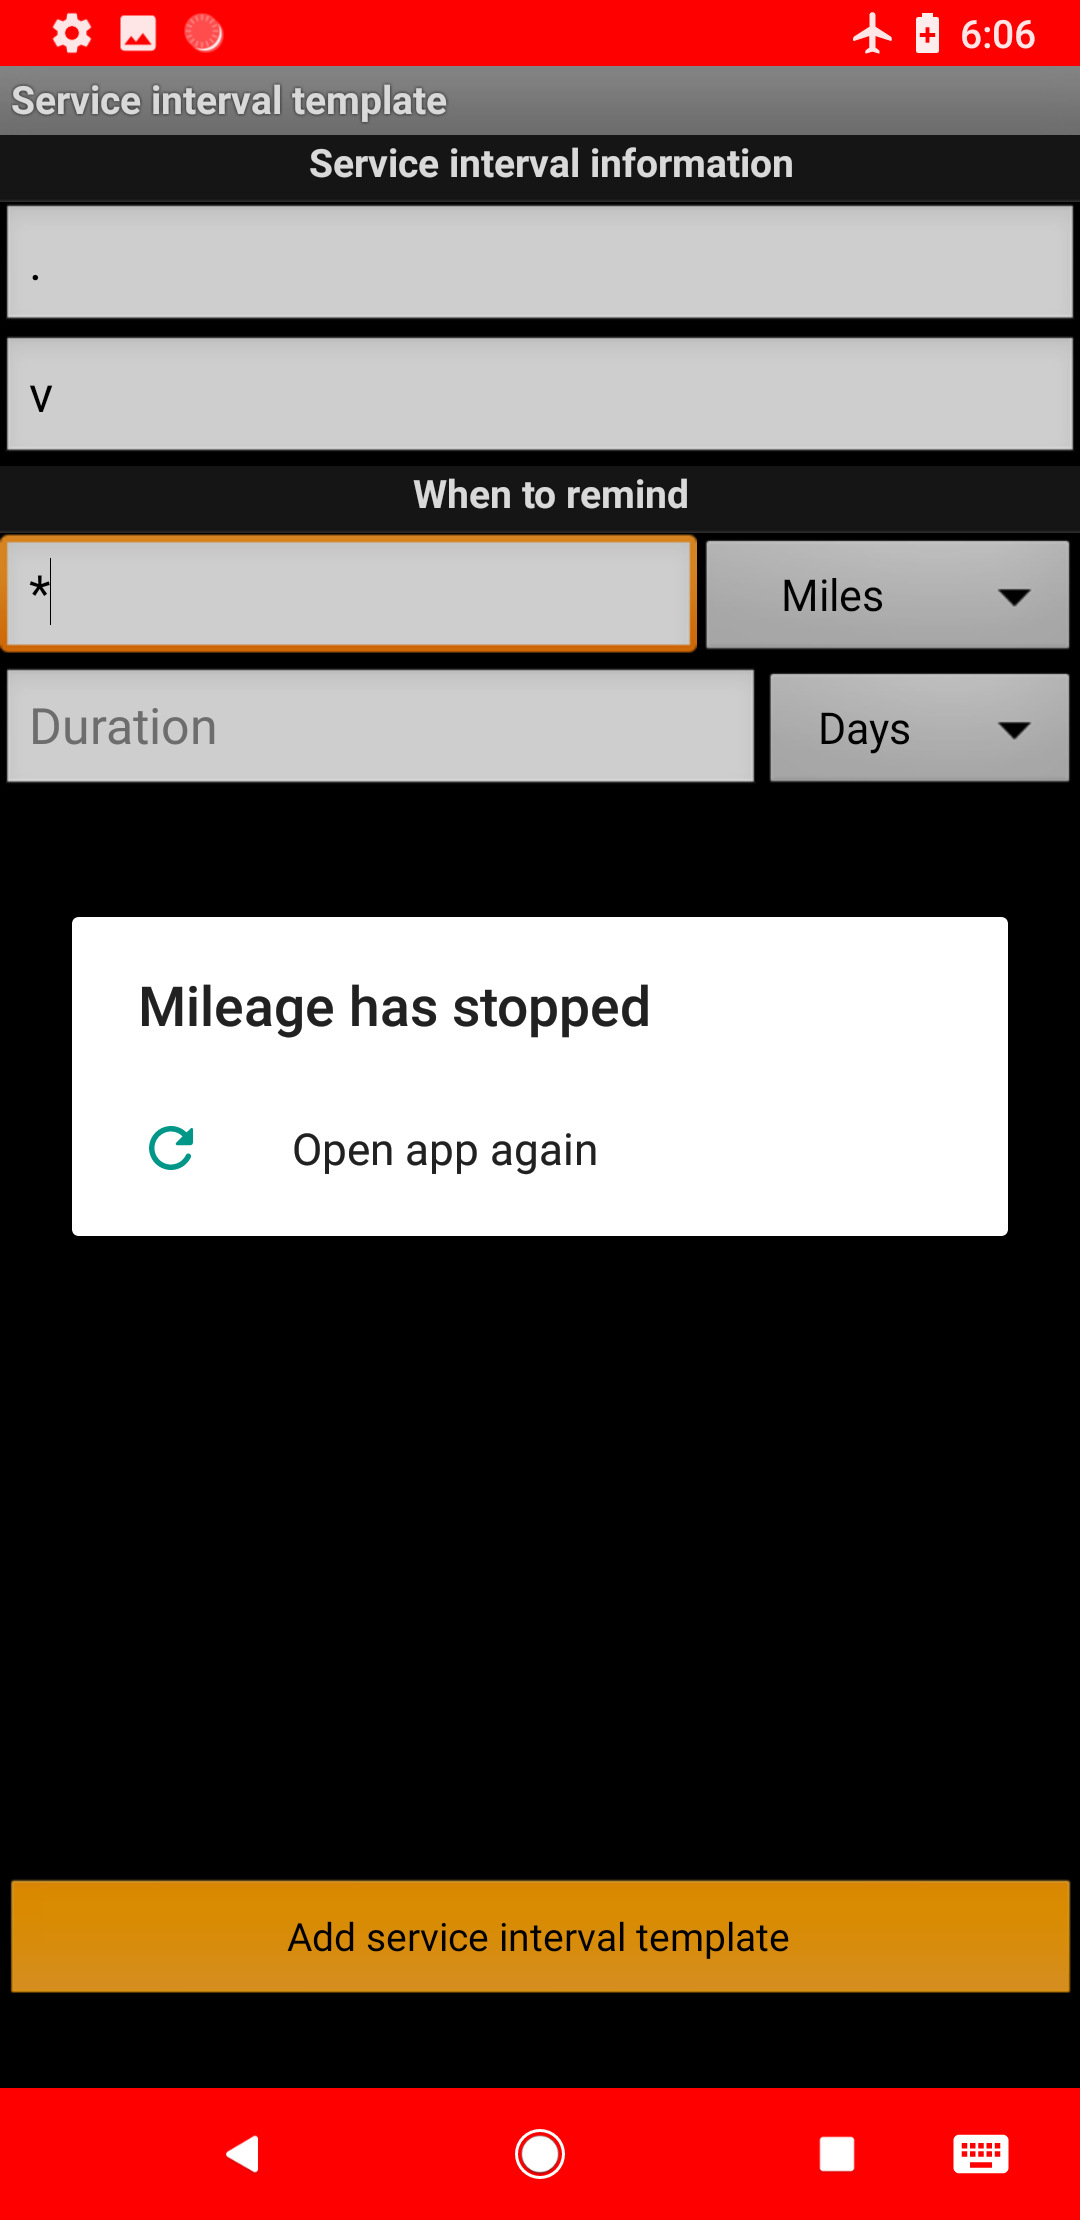 6:06
Service interval template
Service interval information
.
v
When to remind
*
Miles
Duration
Days
Mileage has stopped
Open app again
Add service interval template